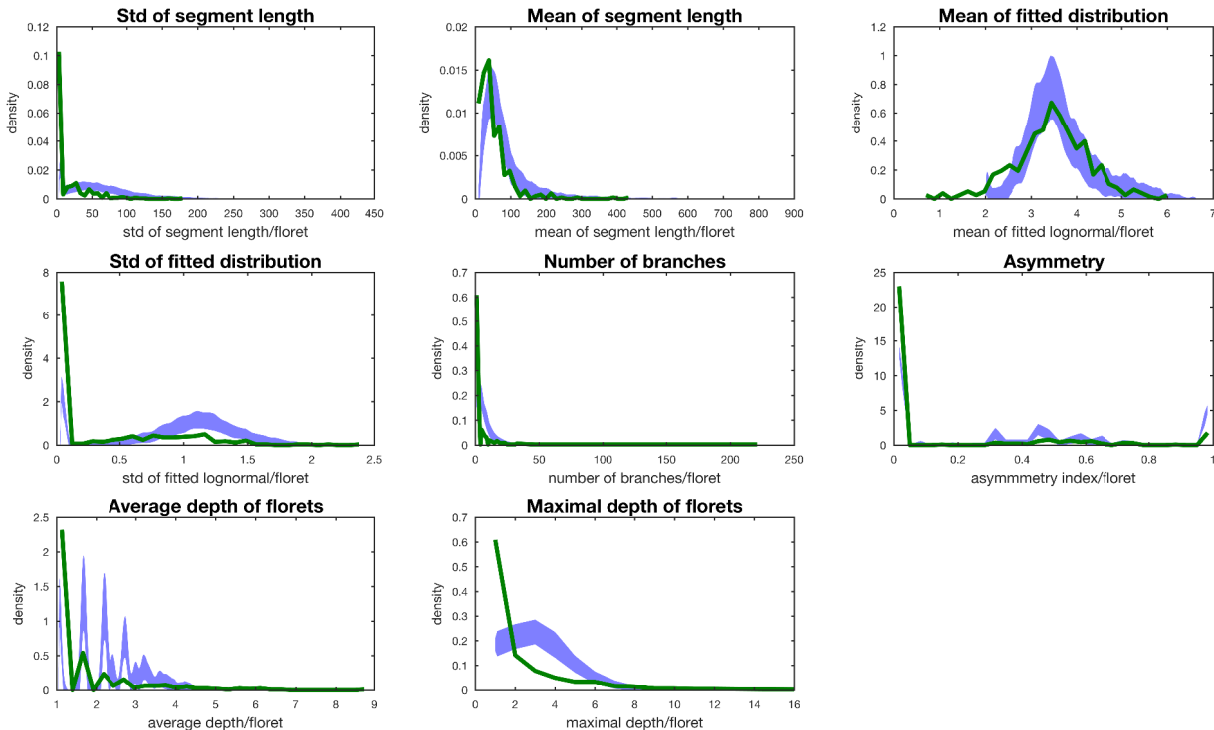 Std of segment length
0.12
0.1
0.08
0.06
0.04
0.02
0
density
0 50 100 150 200 250 300 350 400 450
std of segment length/floret
Mean of segment length
0.02
0.015
0.01
0.005
0
density
0 100 200 300 400 500 600 700 800 900
mean of segment length/floret
Mean of fitted distribution
1.2
1
0.8
0.6
0.4
0.2
0
density
0 1 2 3 4 5 6 7
mean of fitted lognormal/floret
Std of fitted distribution
8
6
4
2
0
density
0 0.5 1 1.5 2 2.5
std of fitted lognormal/floret
Number of branches
0.7
0.6
0.5
0.4
0.3
0.2
0.1
0
density
0 50 100 150 200 250
number of branches/floret
Asymmetry
25
20
15
10
5
0
density
0 0.2 0.4 0.6 0.8 1
asymmmetry index/floret
Average depth of florets
2.5
2
1.5
1
0.5
0
density
1 2 3 4 5 6 7 8 9
average depth/floret
Maximal depth of florets
0.7
0.6
0.5
0.4
0.3
0.2
0.1
0
density
0 2 4 6 8 10 12 14 16
maximal depth/floret